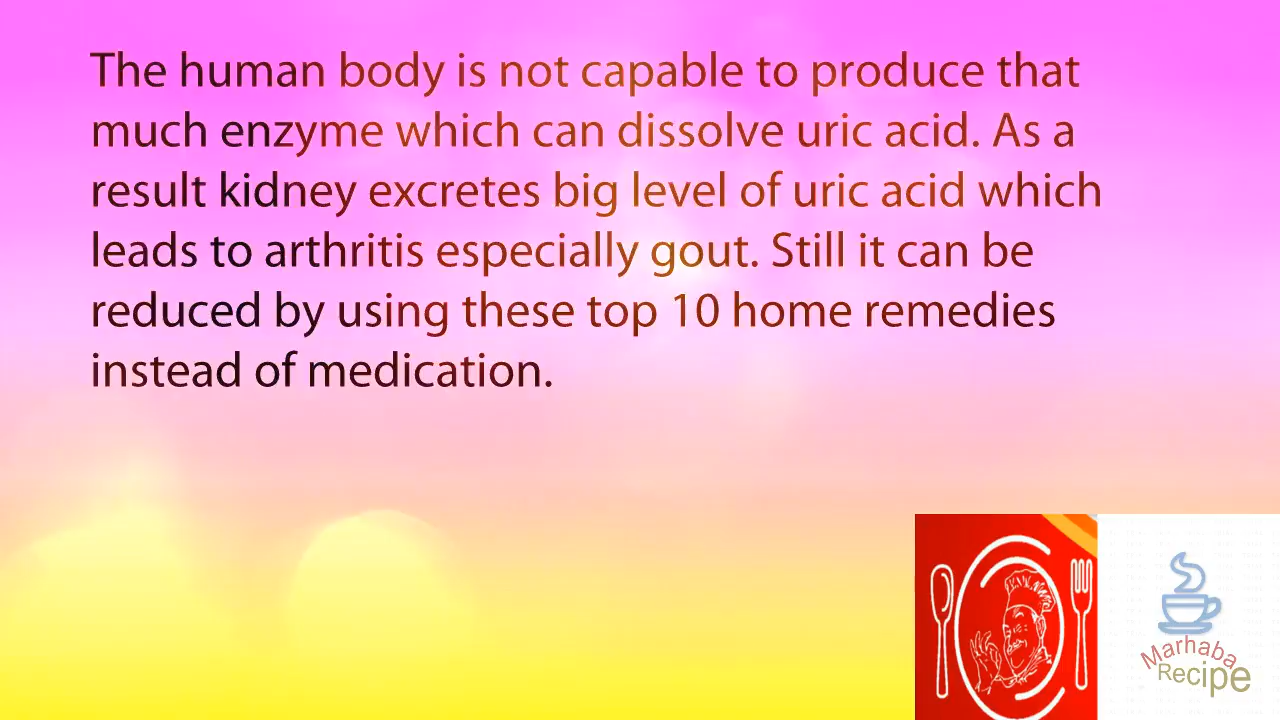 The human body is not capable to produce that
much enzyme which can dissolve uric acid. As a
result kidney excretes big level of uric acid which
leads to arthritis especially gout. Still it can be
reduced by using these top 10 home remedies
instead of medication.
Marhaba
Recipe